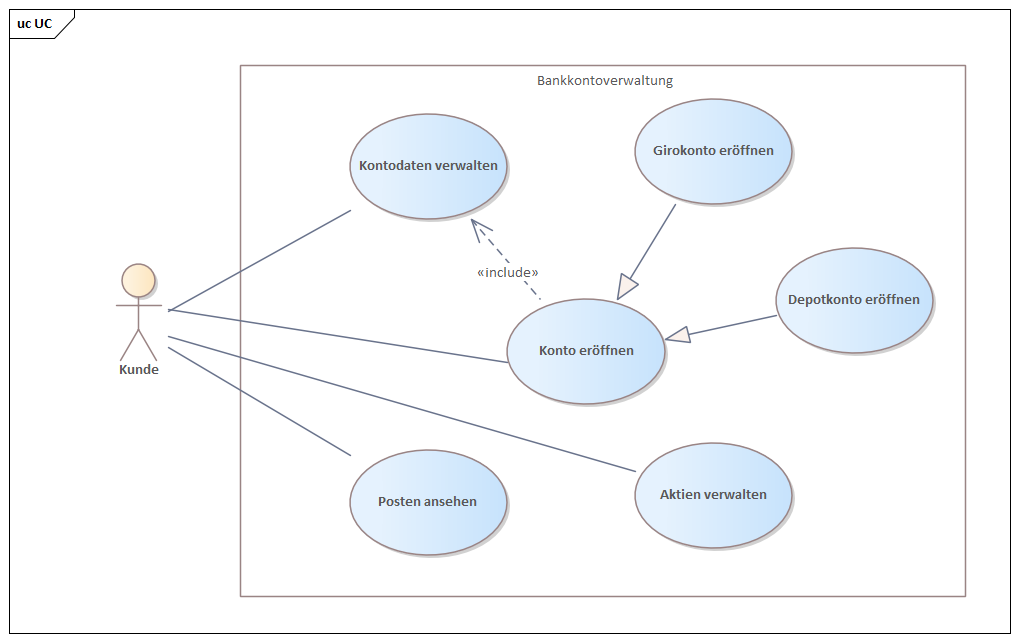 uc UC
Bankkontoverwaltung
Girokonto eröffnen
Kontodaten verwalten
«include»
Depotkonto eröffnen
Konto eröffnen
Kunde
Aktien verwalten
Posten ansehen